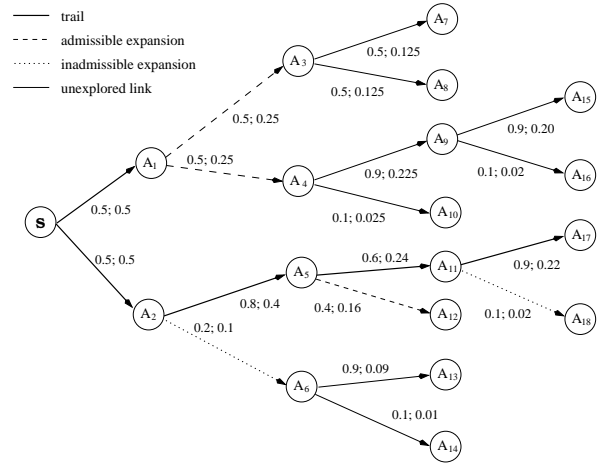 trail
admissible expansion
inadmissible expansion
unexplored link
S
A1
A2
A3
A4
A5
A6
A7
A8
A9
A10
A11
A12
A13
A14
A15
A16
A17
A18
0.5; 0.5
0.5; 0.5
0.5; 0.25
0.5; 0.25
0.5; 0.125
0.5; 0.125
0.9; 0.225
0.1; 0.025
0.9; 0.20
0.1; 0.02
0.8; 0.4
0.2; 0.1
0.6; 0.24
0.4; 0.16
0.9; 0.22
0.1; 0.02
0.9; 0.09
0.1; 0.01